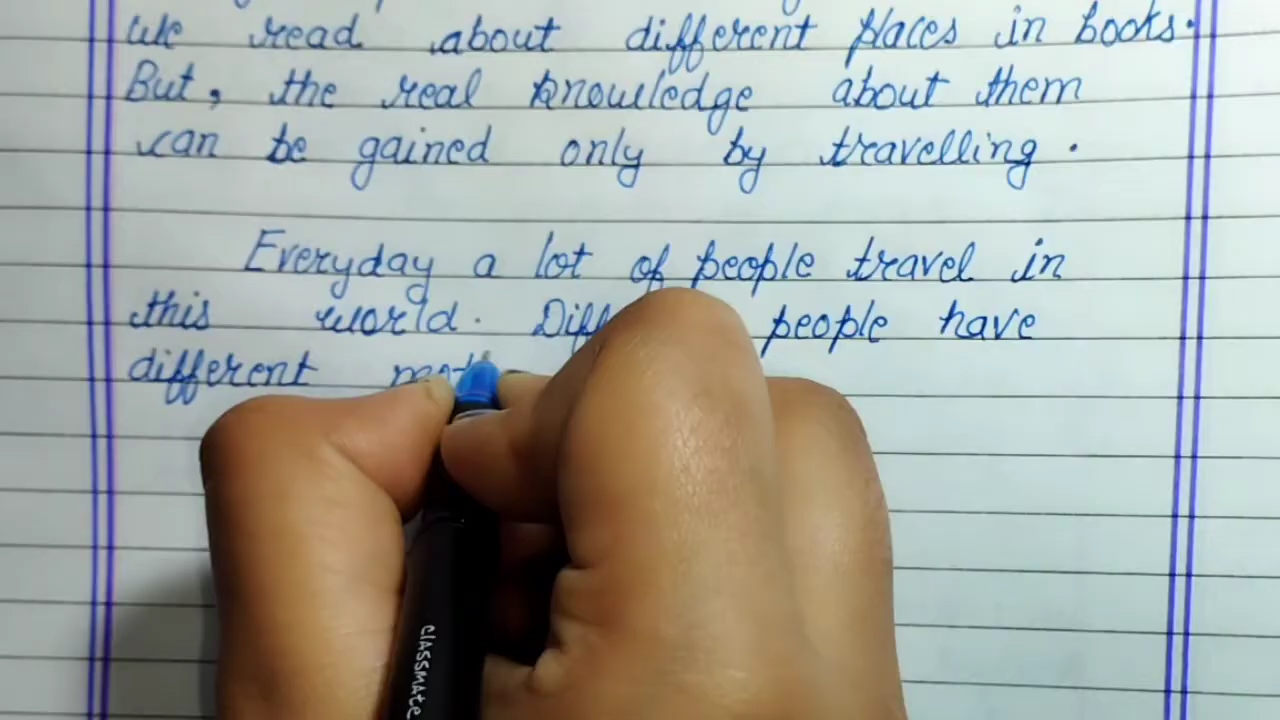 we read about different places in books.
But, the real knowledge about them
can be gained only by travelling.
Everyday a lot of people travel in
this world. people have
different
CLASSMATE